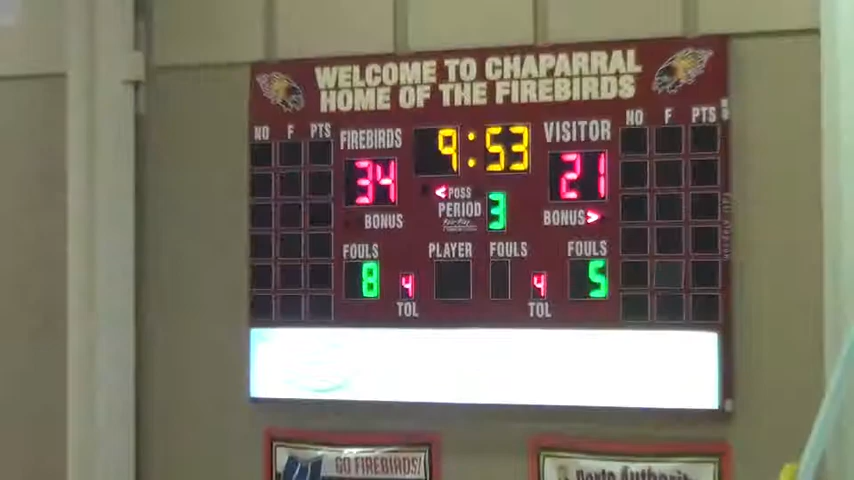 WELCOME TO CHAPARRAL
HOME OF THE FIREBIRDS
NO F PTS
FIREBIRDS
9:53
VISITOR
NO F PTS
34
POSS
21
PERIOD
3
BONUS
BONUS
FOULS
PLAYER FOULS
FOULS
8
4
4
5
TOL
TOL
GO FIREBIRDS!
Authority